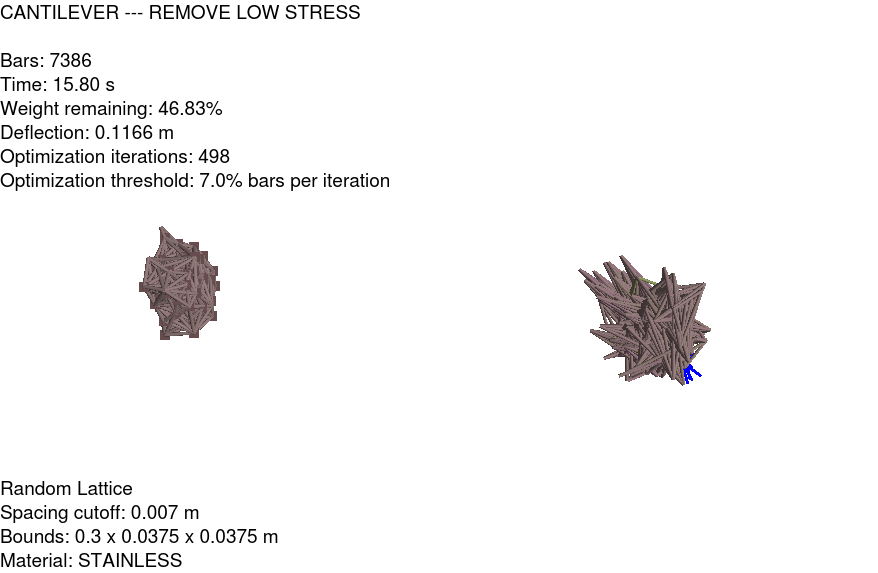 CANTILEVER --- REMOVE LOW STRESS
Bars: 7386
Time: 15.80 s
Weight remaining: 46.83%
Deflection: 0.1166 m
Optimization iterations: 498
Optimization threshold: 7.0% bars per iteration
Random Lattice
Spacing cutoff: 0.007 m
Bounds: 0.3 x 0.0375 x 0.0375 m
Material: STAINLESS